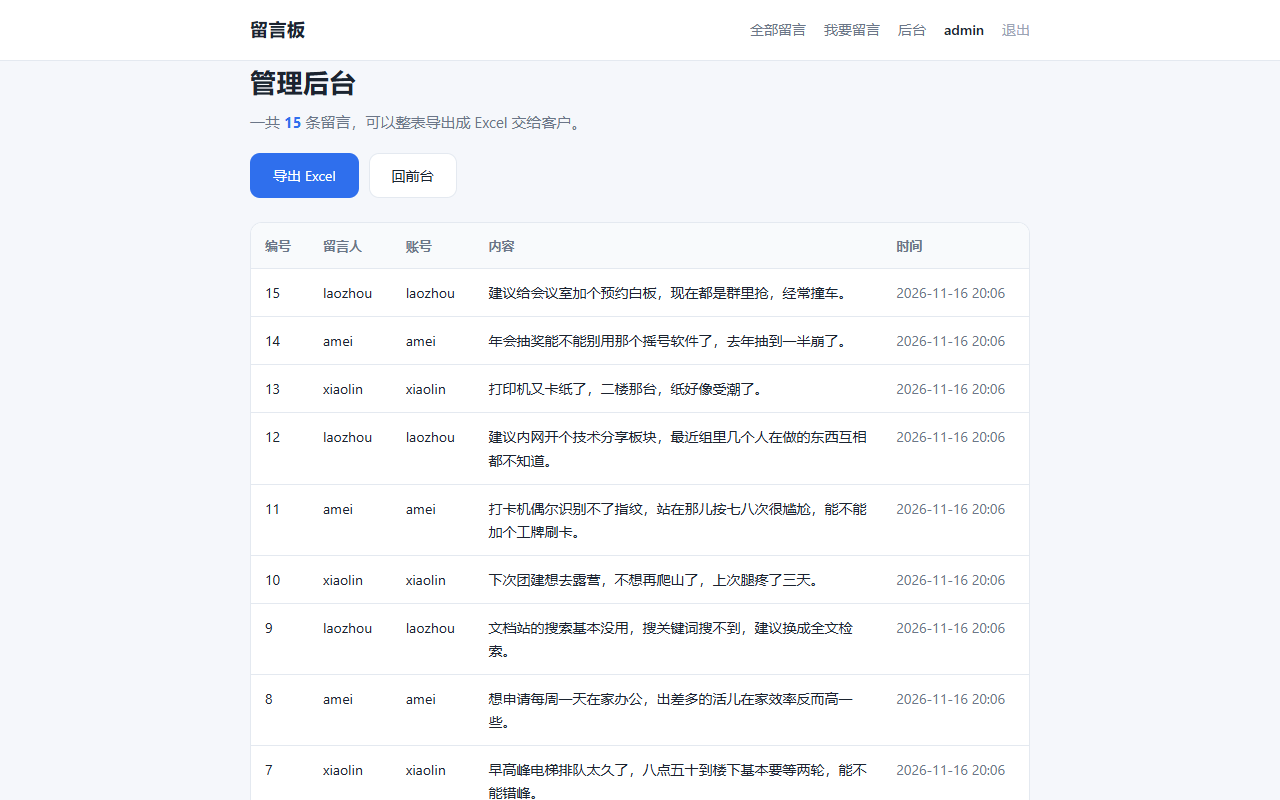 留言板 全部留言 我要留言 后台 admin 退出
管理后台
一共 15 条留言，可以整表导出成 Excel 交给客户。
导出 Excel 回前台
编号 留言人 账号 内容 时间
15 laozhou laozhou 建议给会议室加个预约白板，现在都是群里抢，经常撞车。 2026-11-16 20:06
14 amei amei 年会抽奖能不能别用那个摇号软件了，去年抽到一半崩了。 2026-11-16 20:06
13 xiaolin xiaolin 打印机又卡纸了，二楼那台，纸好像受潮了。 2026-11-16 20:06
12 laozhou laozhou 建议内网开个技术分享板块，最近组里几个人在做的东西互相 2026-11-16 20:06
都不知道。
11 amei amei 打卡机偶尔识别不了指纹，站在那儿按七八次很尴尬，能不能 2026-11-16 20:06
加个工牌刷卡。
10 xiaolin xiaolin 下次团建想去露营，不想再爬山了，上次腿疼了三天。 2026-11-16 20:06
9 laozhou laozhou 文档站的搜索基本没用，搜关键词搜不到，建议换成全文检 2026-11-16 20:06
索。
8 amei amei 想申请每周一天在家办公，出差多的活儿在家效率反而高一 2026-11-16 20:06
些。
7 xiaolin xiaolin 早高峰电梯排队太久了，八点五十到楼下基本要等两轮，能不 2026-11-16 20:06
能错峰。